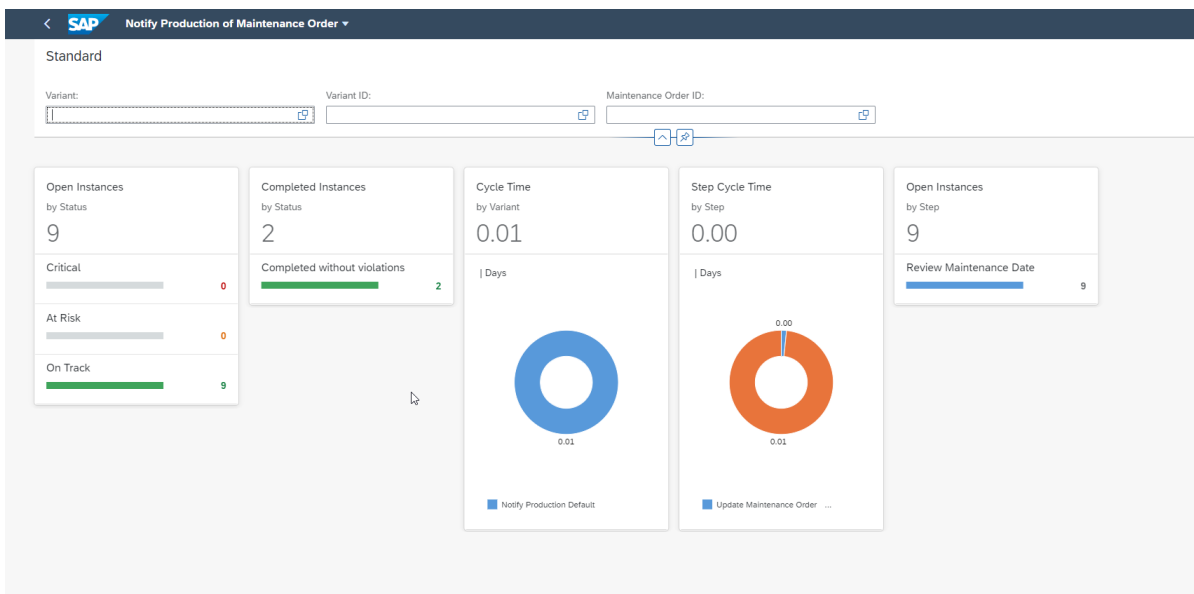 SAP Notify Production of Maintenance Order
Standard
Variant: Variant ID: Maintenance Order ID:
Open Instances
by Status
9
Critical
0
At Risk
0
On Track
9
Completed Instances
by Status
2
Completed without violations
2
Cycle Time
by Variant
0.01
| Days
0.01
Notify Production Default
Step Cycle Time
by Step
0.00
| Days
0.00
0.01
Update Maintenance Order ...
Open Instances
by Step
9
Review Maintenance Date
9